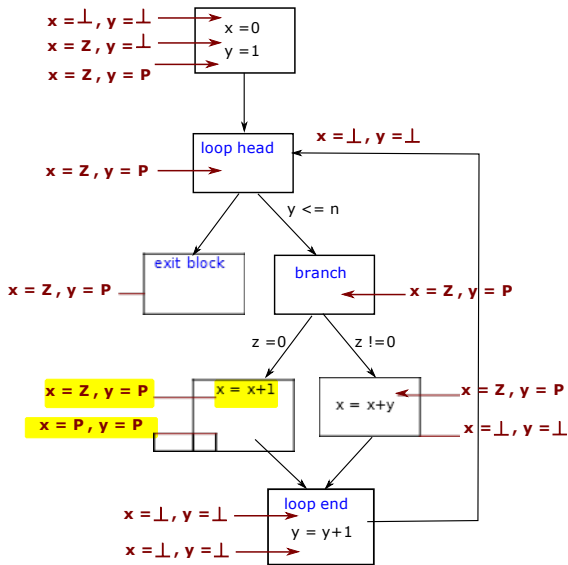 x =⊥, y =⊥
x = Z, y =⊥
x = Z , y = P
x =0
y =1
x =⊥, y =⊥
loop head
x = Z , y = P
y <= n
exit block
x = Z, y = P
branch
x = Z , y = P
z =0
z !=0
x = Z, y = P
x = x+1
x = P , y = P
x = Z , y = P
x = x+y
x =⊥, y =⊥
loop end
x =⊥, y =⊥
y = y+1
x =⊥, y =⊥